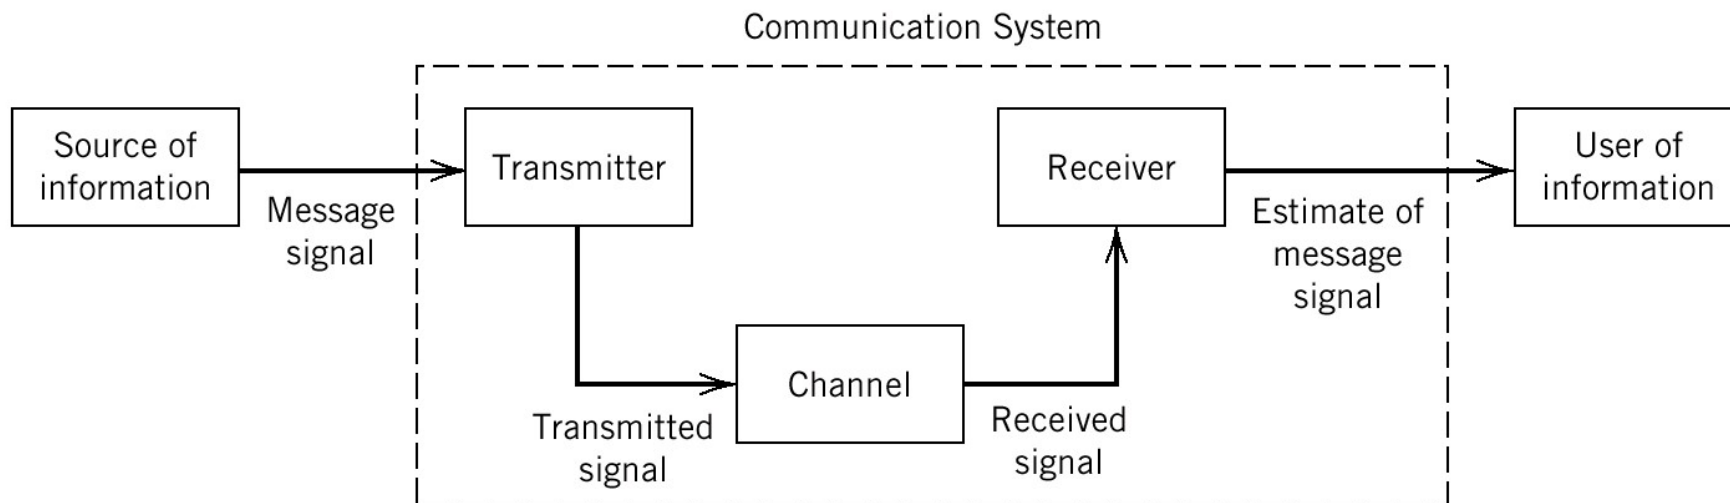 Communication System
Source of
information
Message
signal
Transmitter
Transmitted
signal
Channel
Received
signal
Receiver
Estimate of
message
signal
User of
information